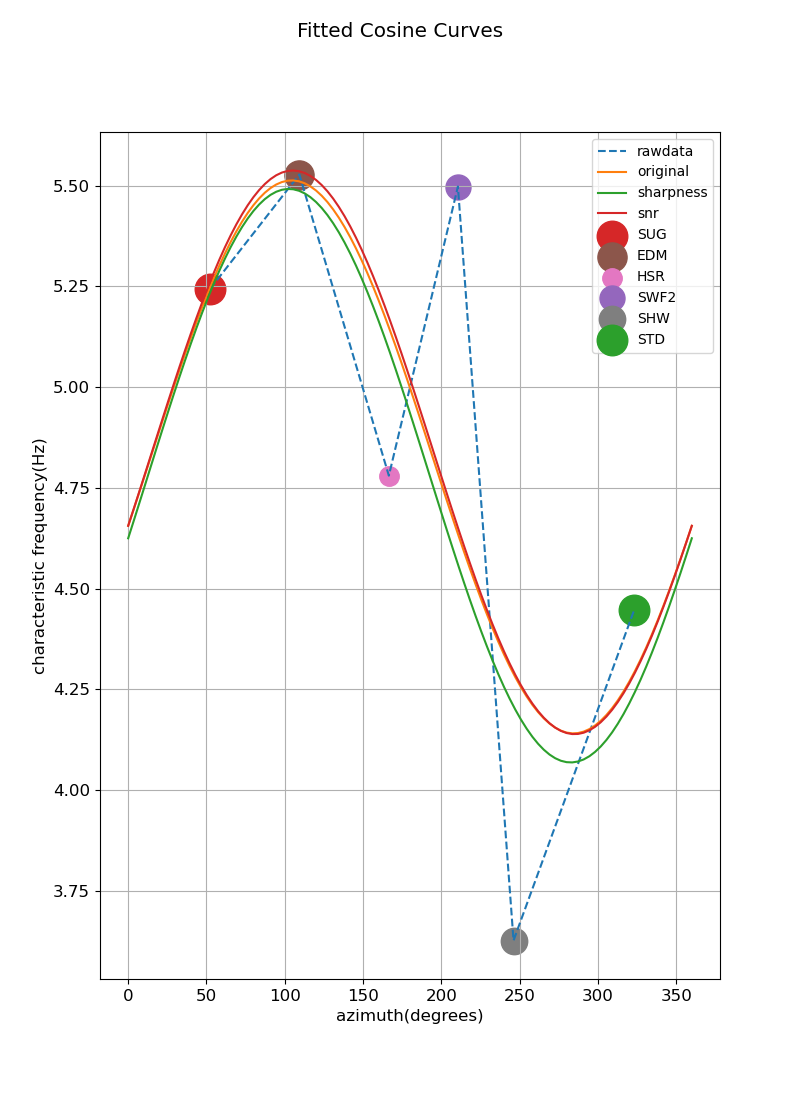 Fitted Cosine Curves
rawdata
original
sharpness
snr
SUG
EDM
HSR
SWF2
SHW
STD
5.50
5.25
5.00
4.75
4.50
4.25
4.00
3.75
characteristic frequency(Hz)
0 50 100 150 200 250 300 350
azimuth(degrees)